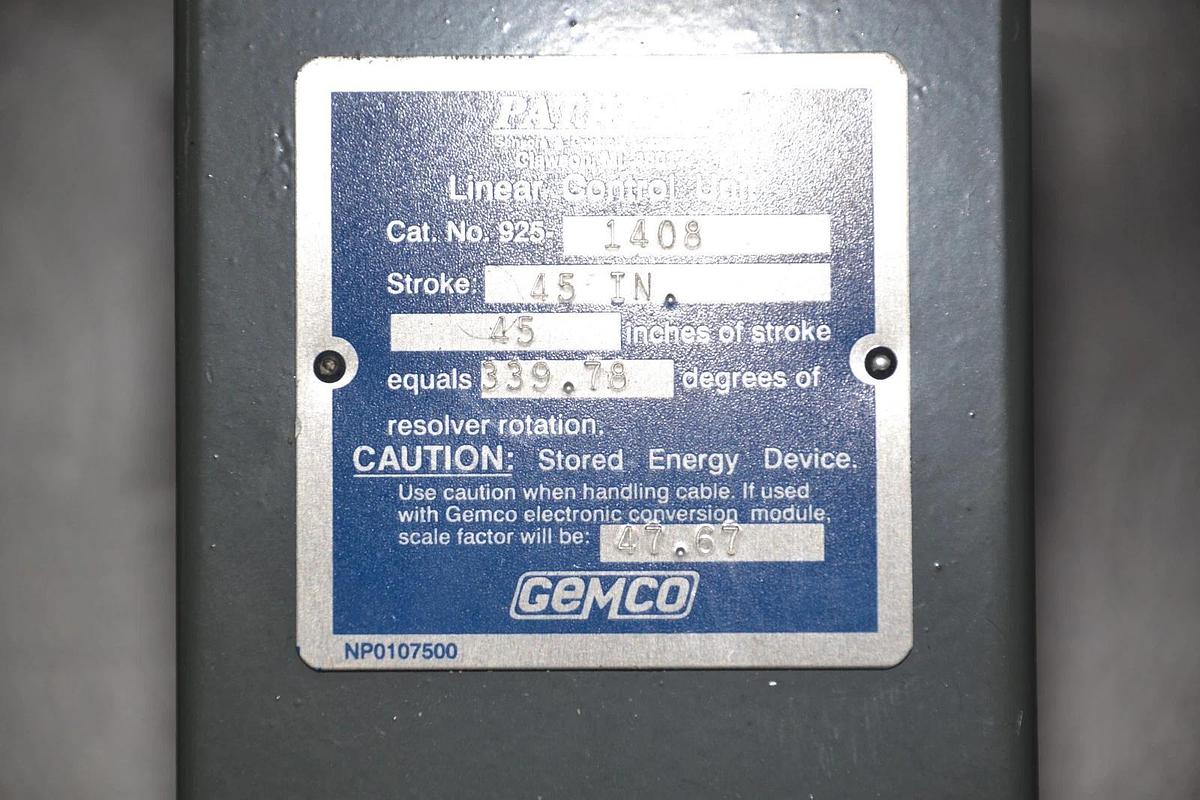 Linear Control Unit
Cat. No. 925- 1408
Stroke: 45 IN.
45 inches of stroke
equals 339.78 degrees of
resolver rotation.
CAUTION: Stored Energy Device.
Use caution when handling cable. If used
with Gemco electronic conversion module,
scale factor will be: 47.67
GEMCO
NP0107500